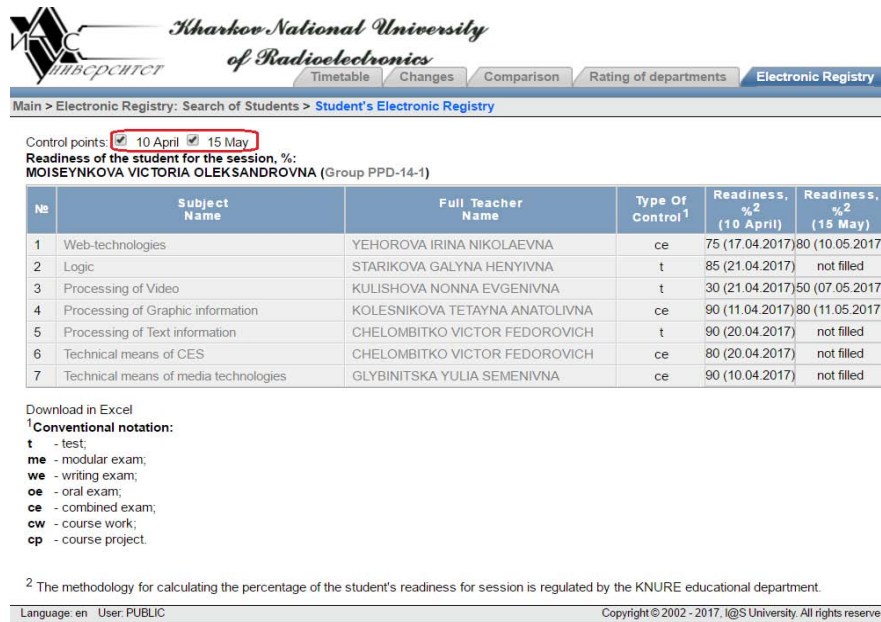 Kharkov National University
of Radioelectronics
ИАС
Университет
Timetable Changes Comparison Rating of departments Electronic Registry
Main > Electronic Registry: Search of Students > Student's Electronic Registry
Control points: 10 April 15 May
Readiness of the student for the session, %:
MOISEYNKOVA VICTORIA OLEKSANDROVNA (Group PPD-14-1)
№ Subject Name Full Teacher Name Type Of Control¹ Readiness, %² (10 April) Readiness, %² (15 May)
1 Web-technologies YEHOROVA IRINA NIKOLAEVNA ce 75 (17.04.2017) 80 (10.05.2017
2 Logic STARIKOVA GALYNA HENYIVNA t 85 (21.04.2017) not filled
3 Processing of Video KULISHOVA NONNA EVGENIVNA t 30 (21.04.2017) 50 (07.05.2017
4 Processing of Graphic information KOLESNIKOVA TETAYNA ANATOLIVNA ce 90 (11.04.2017) 80 (11.05.2017
5 Processing of Text information CHELOMBITKO VICTOR FEDOROVICH t 90 (20.04.2017) not filled
6 Technical means of CES CHELOMBITKO VICTOR FEDOROVICH ce 80 (20.04.2017) not filled
7 Technical means of media technologies GLYBINITSKA YULIA SEMENIVNA ce 90 (10.04.2017) not filled
Download in Excel
¹Conventional notation:
t - test;
me - modular exam;
we - writing exam;
oe - oral exam;
ce - combined exam;
cw - course work;
cp - course project.
² The methodology for calculating the percentage of the student's readiness for session is regulated by the KNURE educational department.
Language: en User: PUBLIC Copyright © 2002 - 2017, I@S University. All rights reserve